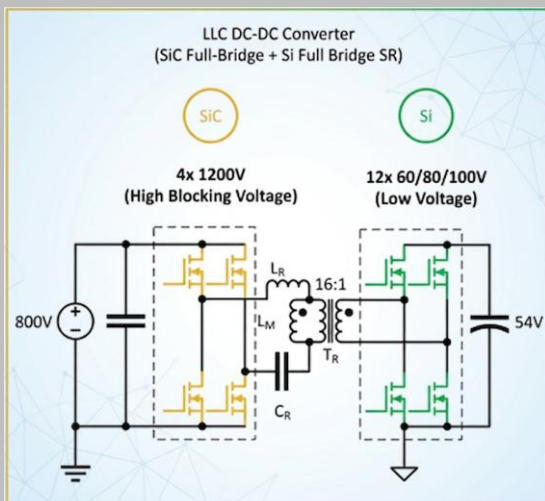 LLC DC-DC Converter
(SiC Full-Bridge + Si Full Bridge SR)
SiC
Si
4x 1200V
(High Blocking Voltage)
12x 60/80/100V
(Low Voltage)
LR
16:1
800V
+
−
LM
TR
54V
CR